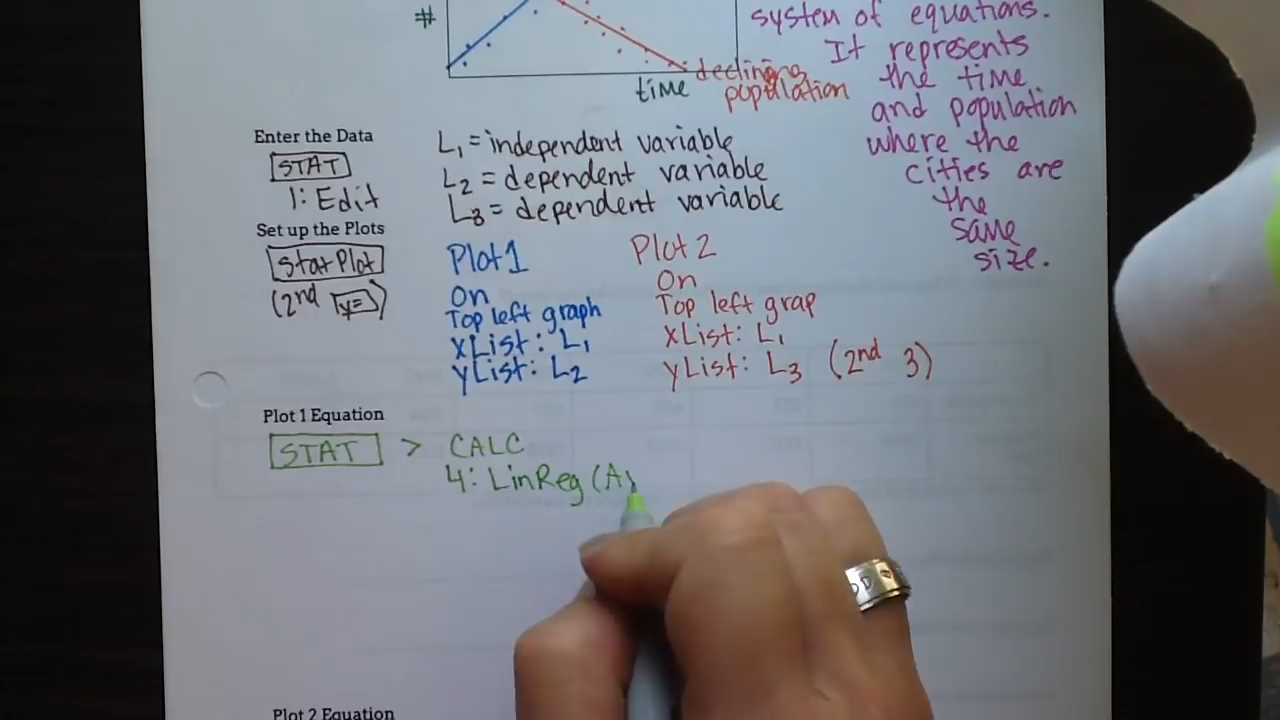 #
system of equations.
It represents
the time
and population
where the
cities are
the
same
size.
time
declining
population
Enter the Data
STAT
1: Edit
L1 = independent variable
L2 = dependent variable
L3 = dependent variable
Set up the Plots
Stat Plot
(2nd y=)
Plot 1
On
Top left graph
xList: L1
yList: L2
Plot 2
On
Top left grap
xList: L1
yList: L3 (2nd 3)
Plot 1 Equation
STAT > CALC
4: LinReg (A
Plot 2 Equation